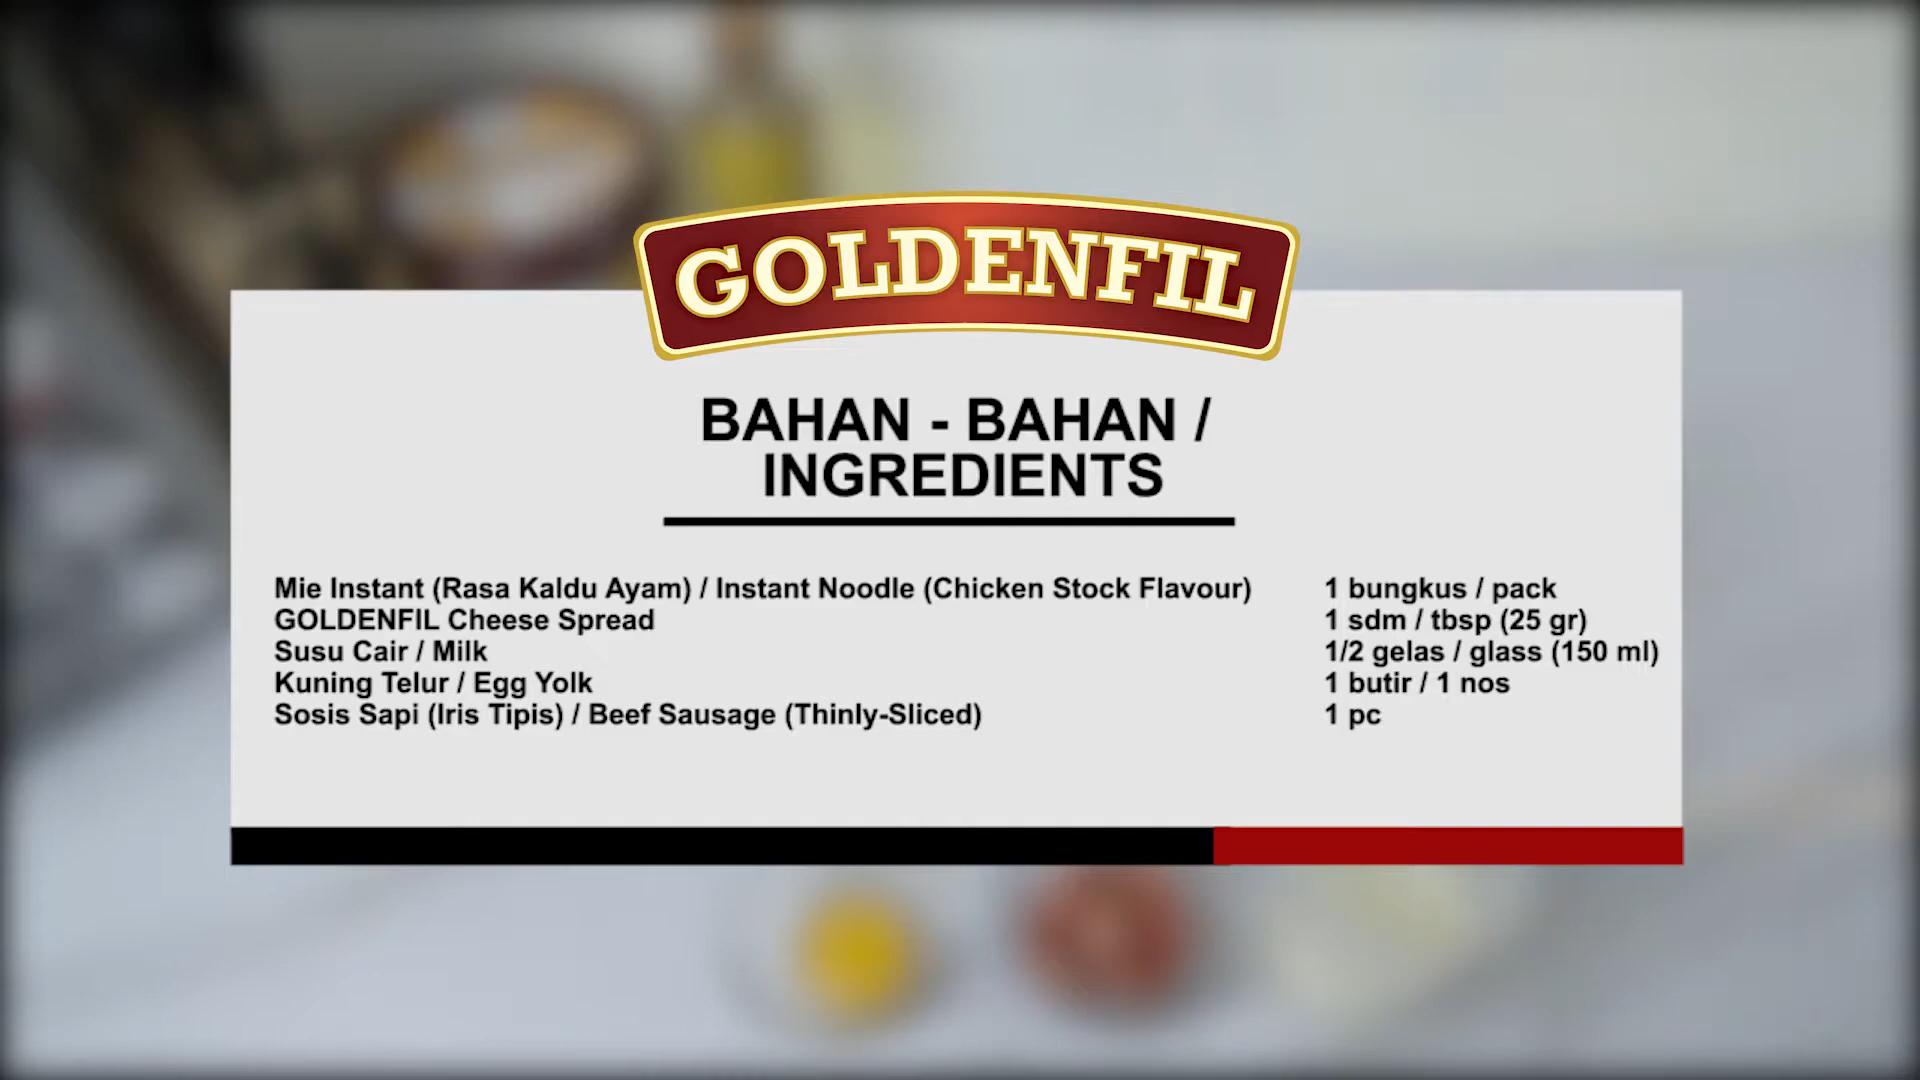 GOLDENFIL
BAHAN - BAHAN /
INGREDIENTS
Mie Instant (Rasa Kaldu Ayam) / Instant Noodle (Chicken Stock Flavour) 1 bungkus / pack
GOLDENFIL Cheese Spread 1 sdm / tbsp (25 gr)
Susu Cair / Milk 1/2 gelas / glass (150 ml)
Kuning Telur / Egg Yolk 1 butir / 1 nos
Sosis Sapi (Iris Tipis) / Beef Sausage (Thinly-Sliced) 1 pc